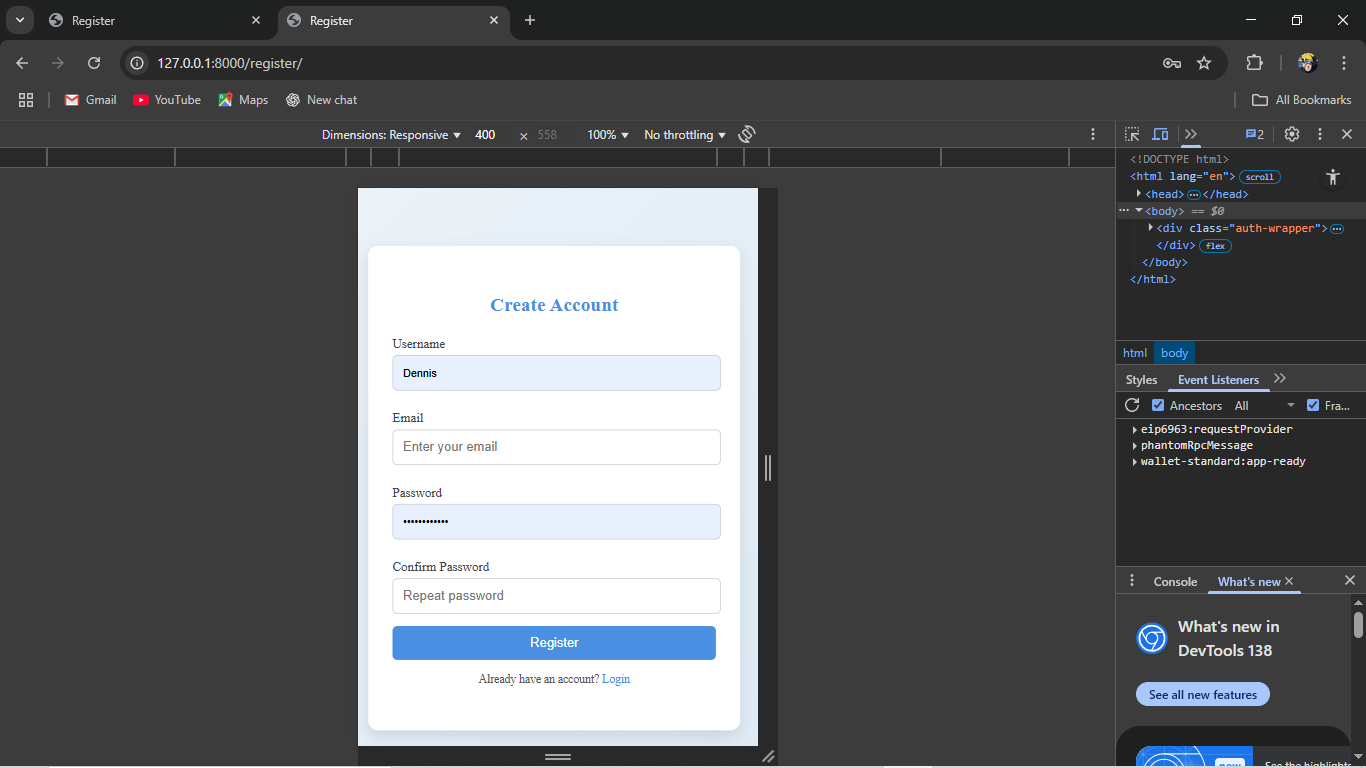 Register
Register
127.0.0.1:8000/register/
Gmail
YouTube
Maps
New chat
All Bookmarks
Dimensions: Responsive
400
×
558
100%
No throttling
2
<!DOCTYPE html>
<html lang="en"> scroll
<head> … </head>
… <body> == $0
<div class="auth-wrapper"> …
</div> flex
</body>
</html>
html body
Styles
Event Listeners
Ancestors All Fra...
eip6963:requestProvider
phantomRpcMessage
wallet-standard:app-ready
Console
What's new
What's new in
DevTools 138
See all new features
new
See the highlights
Create Account
Username
Dennis
Email
Enter your email
Password
••••••••••••
Confirm Password
Repeat password
Register
Already have an account? Login